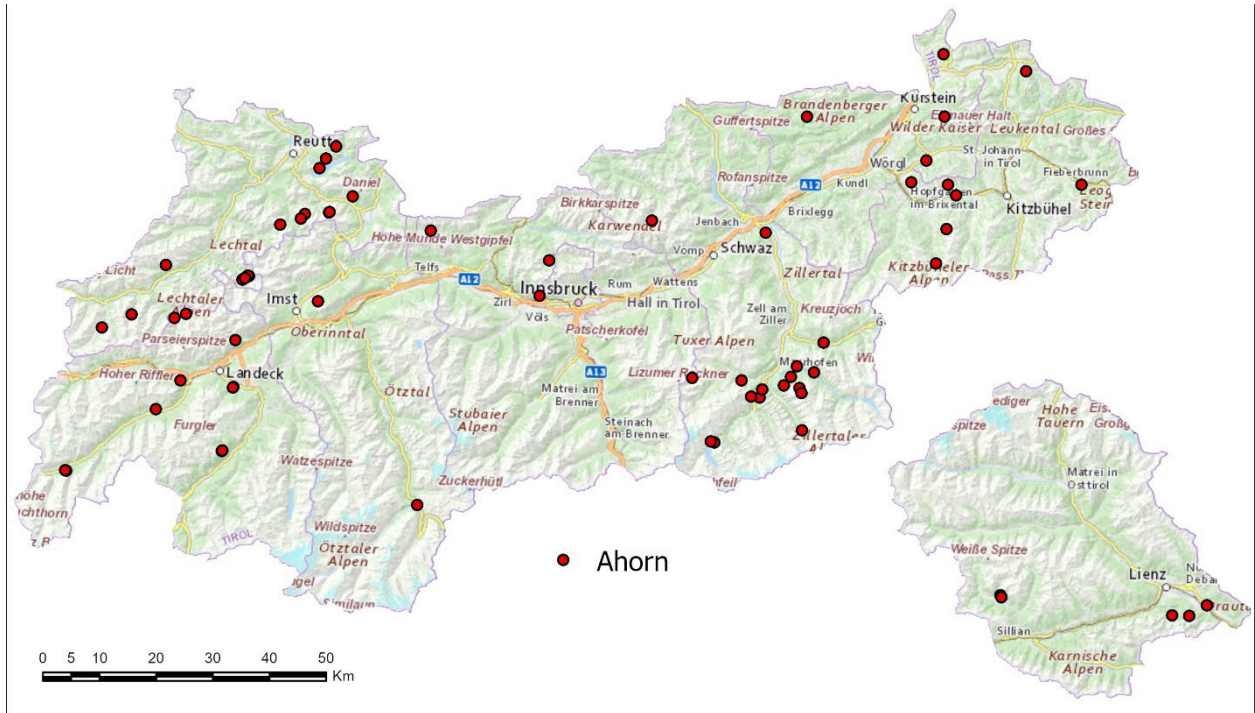 TIROL
Kufstein
Brandenberger
Alpen
Guffertspitze
Wilder Kaiser
Leukental
Großes
St. Johann
in Tirol
Wörgl
Reutte
Fieberbrunn
Rofanspitze
A12
Kundl
Daniel
Hopfgarten
im Brixental
Kitzbühel
Birkkarspitze
Karwendel
Jenbach
Brixlegg
Hohe Munde Westgipfel
Lechtal
Vomp
Schwaz
Licht
Telfs
A12
Zillertal
Kitzbüheler
Alpen
Lechtaler
Alpen
Imst
Innsbruck
Rum
Wattens
Zirl
Hall in Tirol
Völs
Kreuzjoch
Zell am
Ziller
Oberinntal
Patscherkofel
Parseierspitze
Tuxer Alpen
Hoher Riffler
Landeck
A13
Lizumer Reckner
Mayrhofen
Ötztal
Matrei am
Brenner
Stubaier
Alpen
Furgler
Steinach
am Brenner
Zillertaler
Hohe
Tauern
Watzespitze
Zuckerhütl
Matrei in
Osttirol
TIROL
Wildspitze
Ötztaler
Alpen
Similaun
Ahorn
Weiße Spitze
Lienz
Sillian
Karnische
Alpen
0 5 10 20 30 40 50
Km